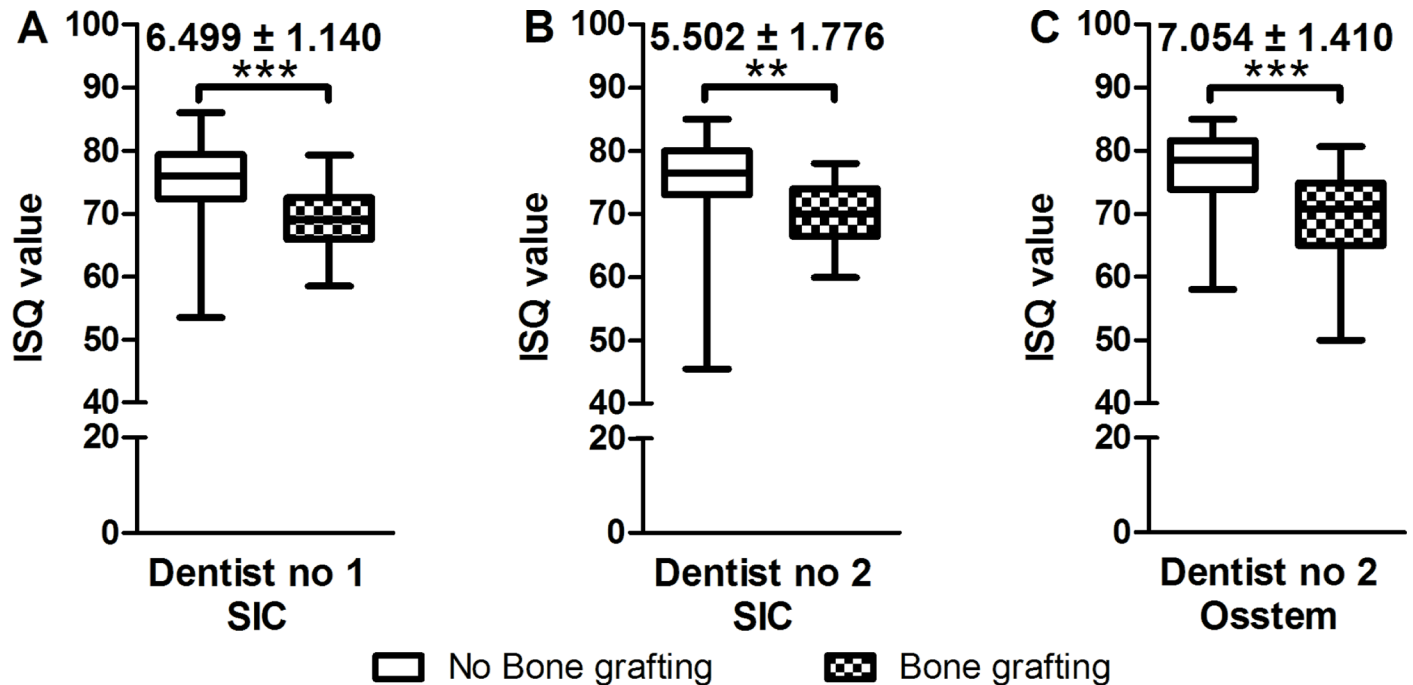 A
6.499 ± 1.140
***
100
90
80
70
60
50
40
20
0
ISQ value
Dentist no 1
SIC
B
5.502 ± 1.776
**
100
90
80
70
60
50
40
20
0
ISQ value
Dentist no 2
SIC
C
7.054 ± 1.410
***
100
90
80
70
60
50
40
20
0
ISQ value
Dentist no 2
Osstem
No Bone grafting
Bone grafting